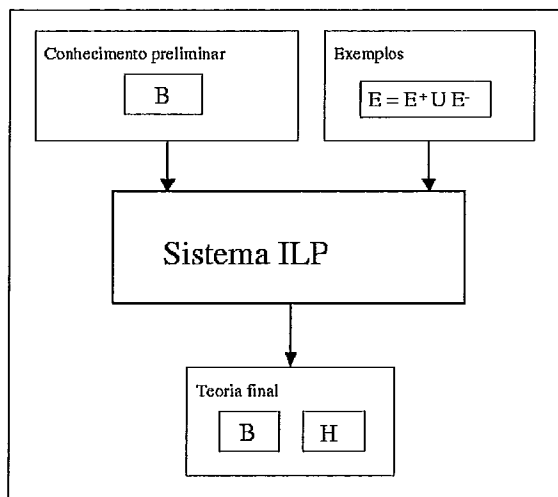 Conhecimento preliminar
B
Exemplos
E = E⁺ U E⁻
Sistema ILP
Teoria final
B H